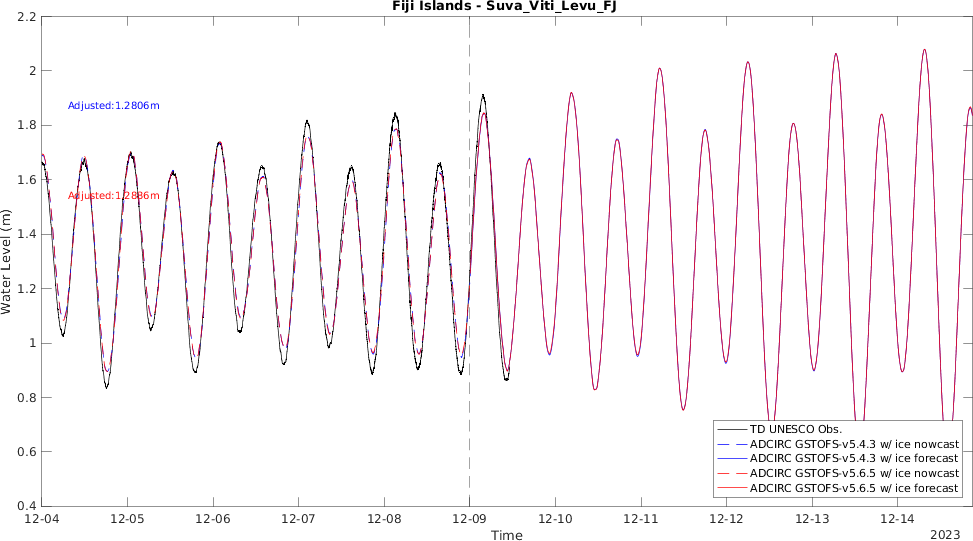 Fiji Islands - Suva_Viti_Levu_FJ
2.2
2
1.8
1.6
1.4
1.2
1
0.8
0.6
0.4
Water Level (m)
Adjusted:1.2806m
Adjusted:1.2886m
TD UNESCO Obs.
ADCIRC GSTOFS-v5.4.3 w/ ice nowcast
ADCIRC GSTOFS-v5.4.3 w/ ice forecast
ADCIRC GSTOFS-v5.6.5 w/ ice nowcast
ADCIRC GSTOFS-v5.6.5 w/ ice forecast
12-04 12-05 12-06 12-07 12-08 12-09 12-10 12-11 12-12 12-13 12-14
Time
2023